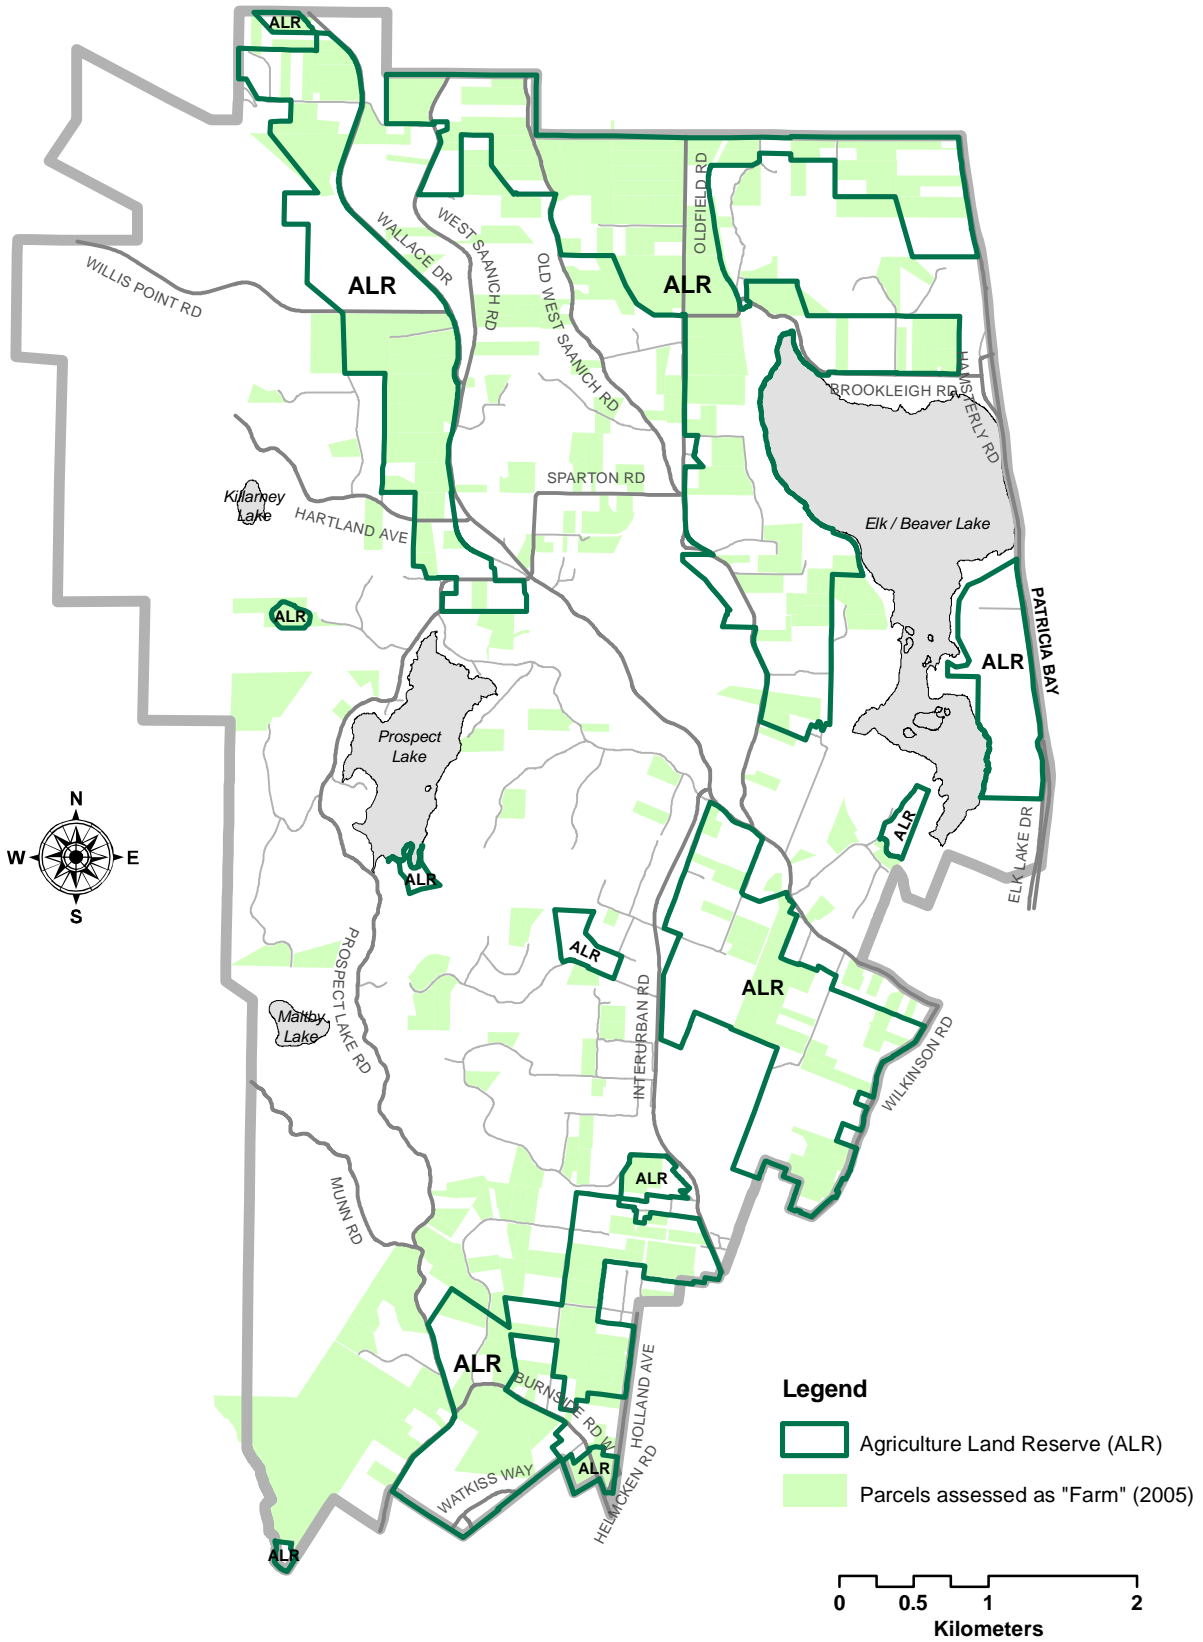 ALR
WALLACE DR
WEST SAANICH RD
OLD WEST SAANICH RD
OLDFIELD RD
WILLIS POINT RD
ALR
ALR
HAMSTERLY RD
BROOKLEIGH RD
SPARTON RD
Killarney
Lake
HARTLAND AVE
Elk / Beaver Lake
ALR
PATRICIA BAY
ALR
Prospect
Lake
N
W
E
S
ALR
ELK LAKE DR
ALR
PROSPECT LAKE RD
ALR
INTERURBAN RD
ALR
Maltby
Lake
WILKINSON RD
MUNN RD
ALR
ALR
BURNSIDE RD W
HOLLAND AVE
WATKISS WAY
ALR
HELMCKEN RD
ALR
Legend
Agriculture Land Reserve (ALR)
Parcels assessed as "Farm" (2005)
0
0.5
1
2
Kilometers